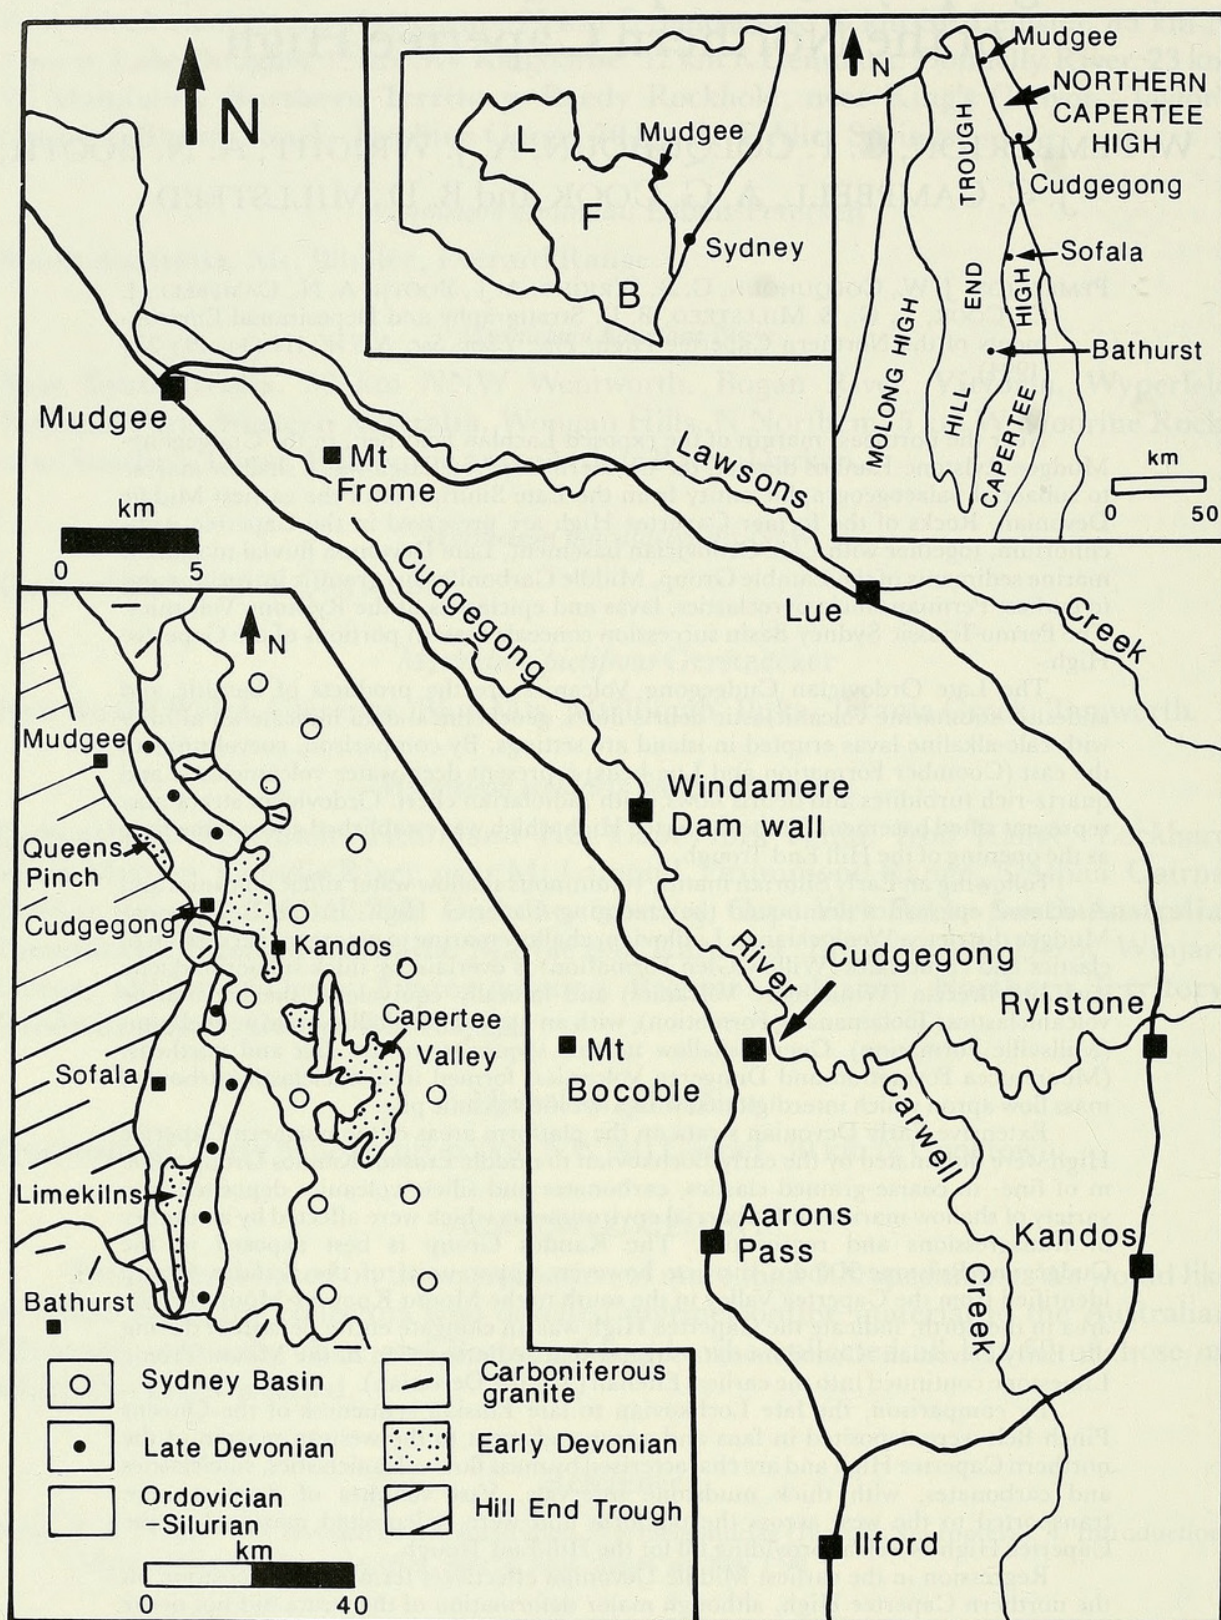 N
L
F
B
Mudgee
Sydney
N
Mudgee
NORTHERN
CAPERTEE
HIGH
Cudgegong
Sofala
Bathurst
MOLONG HIGH
HILL END TROUGH
CAPERTEE HIGH
km
0 50
Mudgee
Mt
Frome
km
0 5
Lawsons
Creek
Lue
Cudgegong
River
Windamere
Dam wall
Cudgegong
Rylstone
Mt
Bocoble
Carwell
Creek
Aarons
Pass
Kandos
Ilford
N
Mudgee
Queens
Pinch
Cudgegong
Kandos
Capertee
Valley
Sofala
Limekilns
Bathurst
Sydney Basin
Late Devonian
Ordovician
-Silurian
Carboniferous
granite
Early Devonian
Hill End Trough
km
0 40